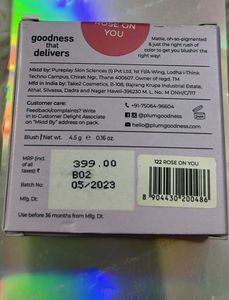 ROSE ON
YOU
goodness
that
delivers
Matte, oh-so-pigmented
& just the right rush of
color to get you blushin'
right away!
Mktd by: Pureplay Skin Sciences (I) Pvt Ltd, 1st Flr/A-Wing, Lodha i-Think
Techno Campus, Chirak Ngr, Thane 400607. Owner of regd. TM
Mfg in India by: Take2 Cosmetics, B-108, Bajrang Krupa Industrial Estate,
Athal, Silvassa, Dadra and Nagar Haveli-396230 M. L. No.: M DNH/C/117
Customer care:
Feedback/complaints? Write
in to Customer Delight Associate
on "Mktd By" address on pack.
+91-75064-96604
@plumgoodness
hello@plumgoodness.com
Blush | Net wt. 4.5 g ℮ 0.16 oz.
MRP (incl.
of all
taxes) ₹
399.00
Batch No
B02
05/2023
Mfg. Dt:
122 ROSE ON YOU
8 904430 200486
Use before 36 months from Mfg. Dt.